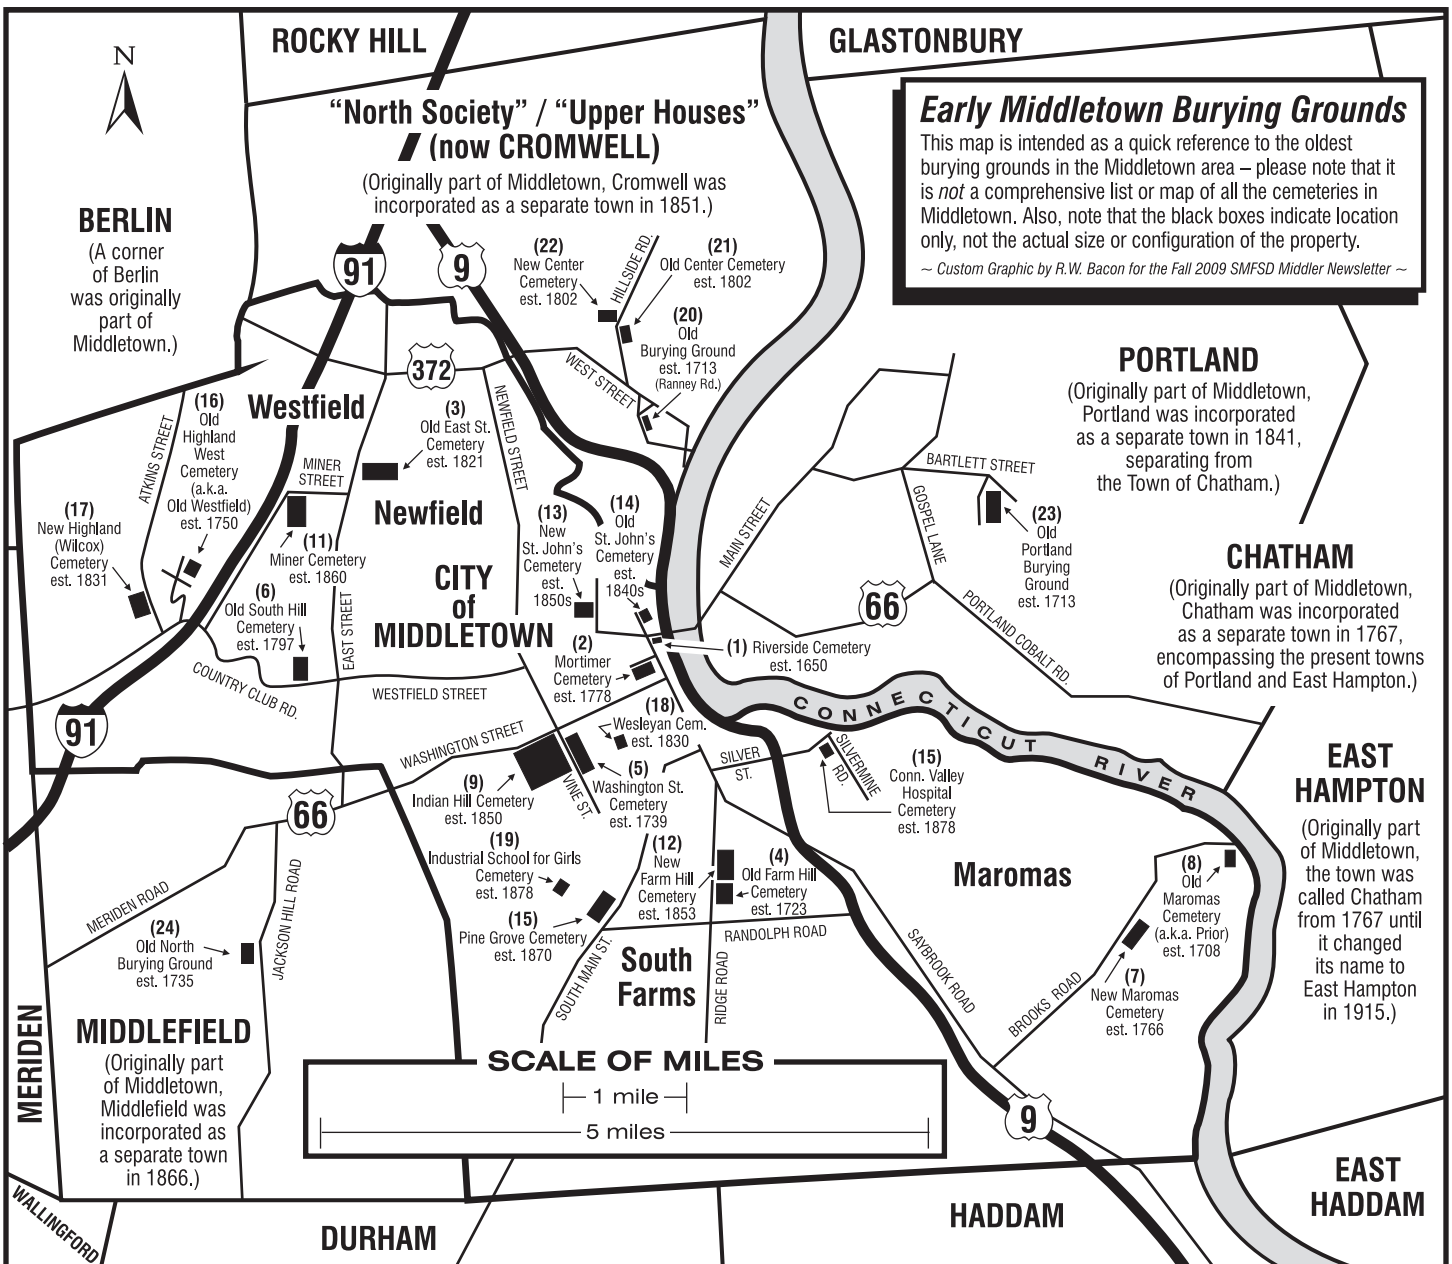 ROCKY HILL
GLASTONBURY
N
“North Society” / “Upper Houses”
(now CROMWELL)
(Originally part of Middletown, Cromwell was
incorporated as a separate town in 1851.)
Early Middletown Burying Grounds
This map is intended as a quick reference to the oldest
burying grounds in the Middletown area – please note that it
is not a comprehensive list or map of all the cemeteries in
Middletown. Also, note that the black boxes indicate location
only, not the actual size or configuration of the property.
~ Custom Graphic by R.W. Bacon for the Fall 2009 SMFSD Middler Newsletter ~
BERLIN
(A corner
of Berlin
was originally
part of
Middletown.)
91
9
(22)
New Center
Cemetery
est. 1802
HILLSIDE RD.
(21)
Old Center Cemetery
est. 1802
(20)
Old
Burying Ground
est. 1713
(Ranney Rd.)
WEST STREET
372
PORTLAND
(Originally part of Middletown,
Portland was incorporated
as a separate town in 1841,
separating from
the Town of Chatham.)
Westfield
(16)
Old
Highland
West
Cemetery
(a.k.a.
Old Westfield)
est. 1750
ATKINS STREET
(3)
Old East St.
Cemetery
est. 1821
NEWFIELD STREET
MINER
STREET
Newfield
(17)
New Highland
(Wilcox)
Cemetery
est. 1831
(11)
Miner Cemetery
est. 1860
(13)
New
St. John’s
Cemetery
est.
1850s
(14)
Old
St. John’s
Cemetery
est.
1840s
MAIN STREET
BARTLETT STREET
GOSPEL LANE
(23)
Old
Portland
Burying
Ground
est. 1713
CHATHAM
(Originally part of Middletown,
Chatham was incorporated
as a separate town in 1767,
encompassing the present towns
of Portland and East Hampton.)
66
PORTLAND COBALT RD.
CITY
of
MIDDLETOWN
(6)
Old South Hill
Cemetery
est. 1797
EAST STREET
COUNTRY CLUB RD.
WESTFIELD STREET
(2)
Mortimer
Cemetery
est. 1778
(1) Riverside Cemetery
est. 1650
CONNECTICUT RIVER
91
WASHINGTON STREET
(18)
Wesleyan Cem.
est. 1830
SILVER
ST.
SILVERMINE
RD.
(15)
Conn. Valley
Hospital
Cemetery
est. 1878
EAST
HAMPTON
(Originally part
of Middletown,
the town was
called Chatham
from 1767 until
it changed
its name to
East Hampton
in 1915.)
(9)
Indian Hill Cemetery
est. 1850
VINE ST.
(5)
Washington St.
Cemetery
est. 1739
66
(19)
Industrial School for Girls
Cemetery
est. 1878
(12)
New
Farm Hill
Cemetery
est. 1853
(4)
Old Farm Hill
Cemetery
est. 1723
Maromas
(8)
Old
Maromas
Cemetery
(a.k.a. Prior)
est. 1708
MERIDEN ROAD
JACKSON HILL ROAD
(24)
Old North
Burying Ground
est. 1735
(15)
Pine Grove Cemetery
est. 1870
SOUTH MAIN ST.
South
Farms
RANDOLPH ROAD
RIDGE ROAD
SAYBROOK ROAD
BROOKS ROAD
(7)
New Maromas
Cemetery
est. 1766
MERIDEN
MIDDLEFIELD
(Originally part
of Middletown,
Middlefield was
incorporated as
a separate town
in 1866.)
SCALE OF MILES
1 mile
5 miles
9
WALLINGFORD
DURHAM
HADDAM
EAST
HADDAM